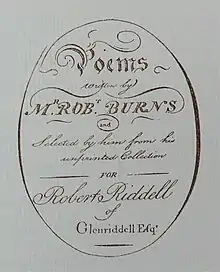 Poems
written by
Mr. ROBt. BURNS
and
Selected by him from his
unprinted Collection
FOR
Robert Riddell
of
Glenriddell Esqr.